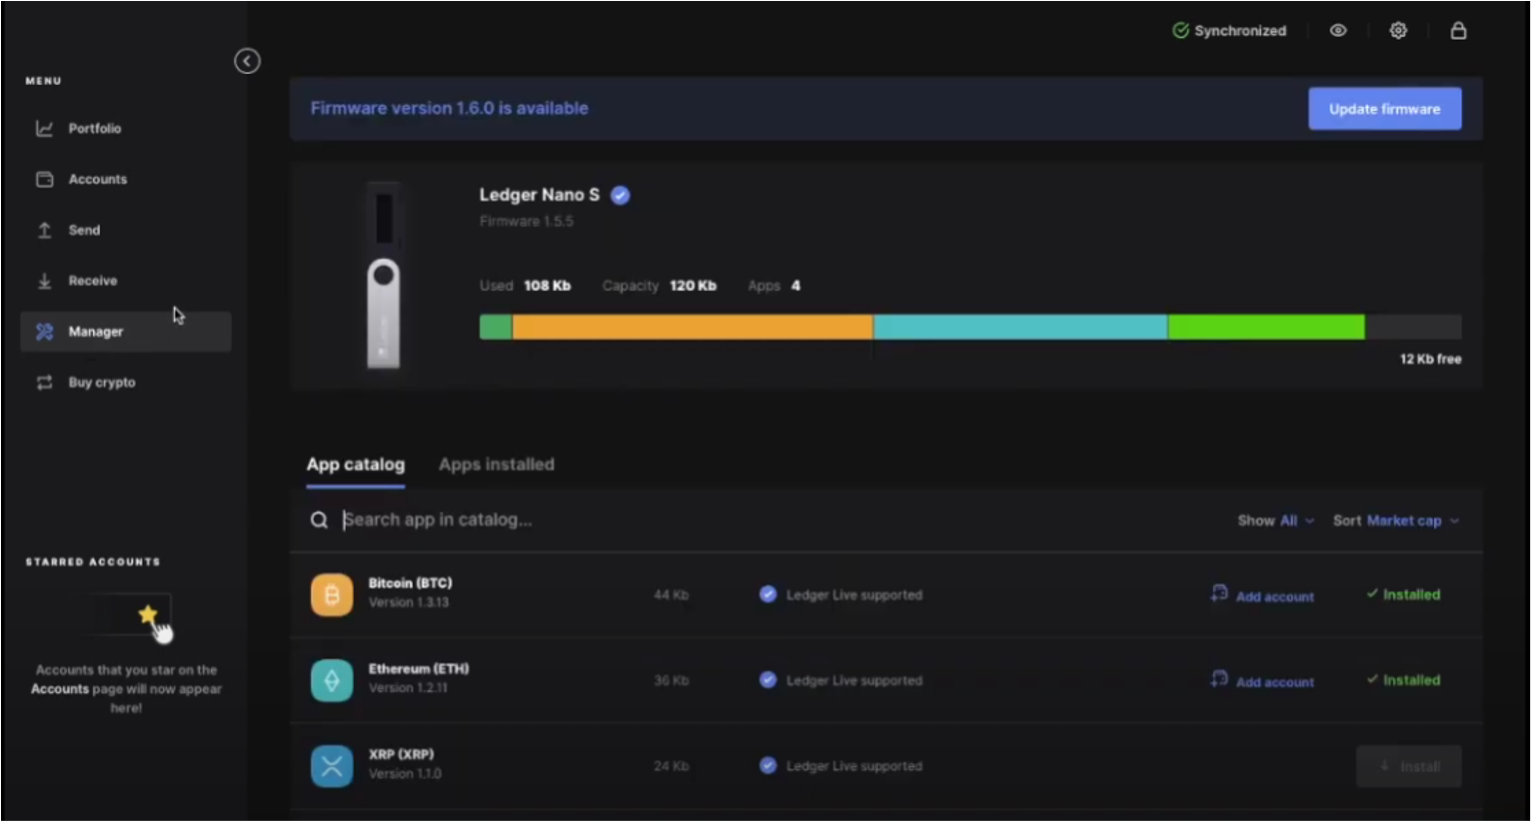 Synchronized
MENU
Portfolio
Accounts
Send
Receive
Manager
Buy crypto
STARRED ACCOUNTS
Accounts that you star on the
Accounts page will now appear
here!
Firmware version 1.6.0 is available
Update firmware
Ledger Nano S
Firmware 1.5.5
Used 108 Kb Capacity 120 Kb Apps 4
12 Kb free
App catalog Apps installed
Search app in catalog... Show All Sort Market cap
Bitcoin (BTC)
Version 1.3.13
44 Kb Ledger Live supported Add account Installed
Ethereum (ETH)
Version 1.2.11
36 Kb Ledger Live supported Add account Installed
XRP (XRP)
Version 1.1.0
24 Kb Ledger Live supported Install